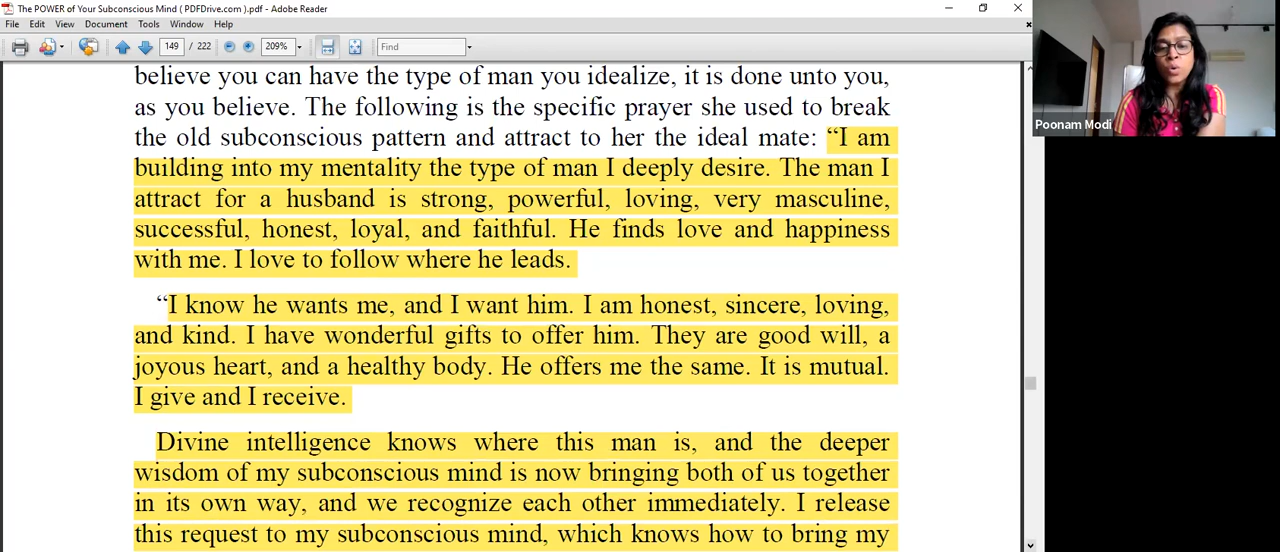 The POWER of Your Subconscious Mind ( PDFDrive.com ).pdf - Adobe Reader
File Edit View Document Tools Window Help
149 / 222 209% Find
believe you can have the type of man you idealize, it is done unto you,
as you believe. The following is the specific prayer she used to break
the old subconscious pattern and attract to her the ideal mate: “I am
building into my mentality the type of man I deeply desire. The man I
attract for a husband is strong, powerful, loving, very masculine,
successful, honest, loyal, and faithful. He finds love and happiness
with me. I love to follow where he leads.
“I know he wants me, and I want him. I am honest, sincere, loving,
and kind. I have wonderful gifts to offer him. They are good will, a
joyous heart, and a healthy body. He offers me the same. It is mutual.
I give and I receive.
Divine intelligence knows where this man is, and the deeper
wisdom of my subconscious mind is now bringing both of us together
in its own way, and we recognize each other immediately. I release
this request to my subconscious mind, which knows how to bring my
Poonam Modi